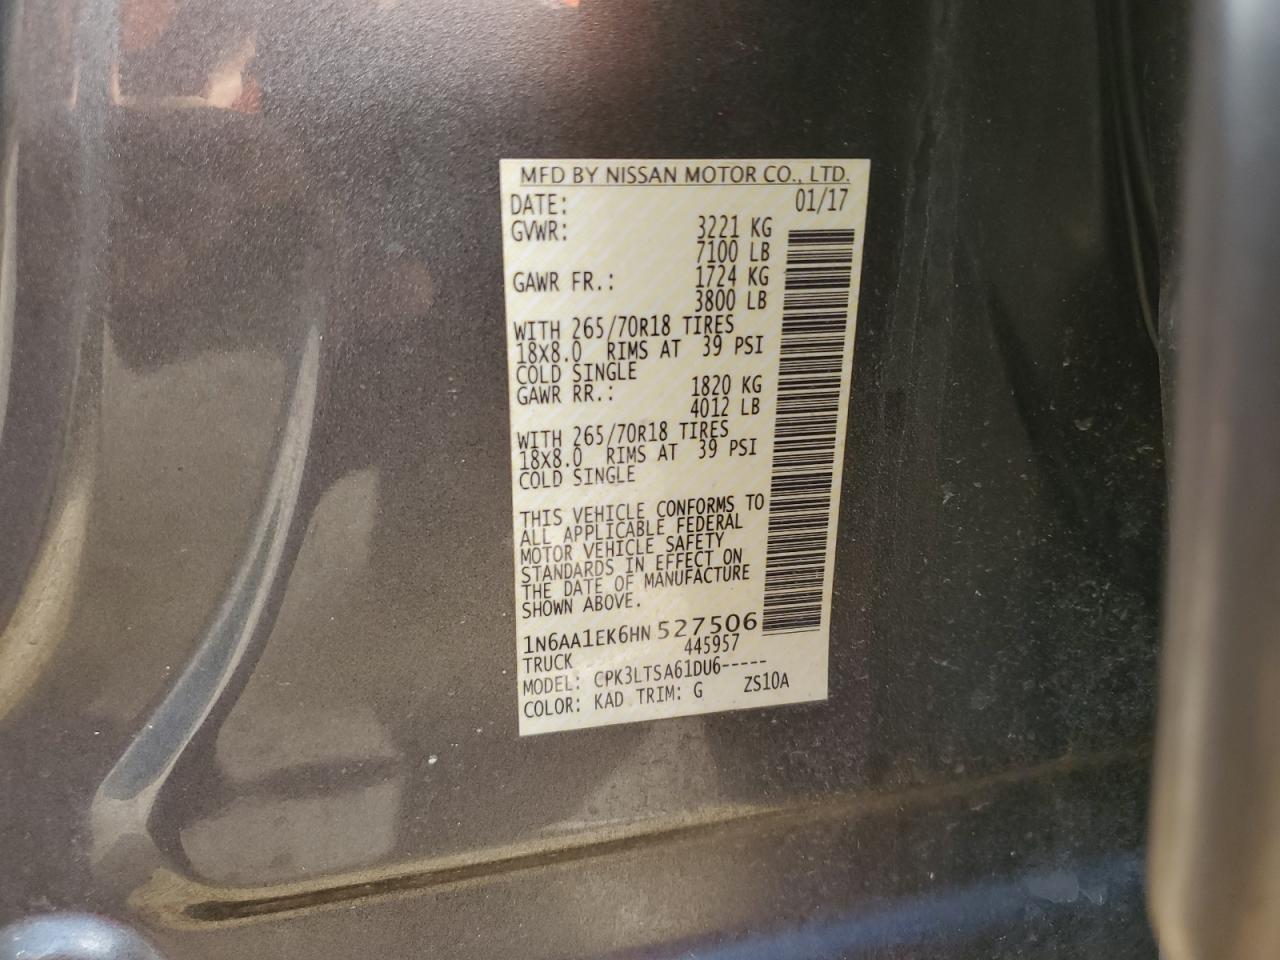 MFD BY NISSAN MOTOR CO., LTD.
DATE: 01/17
GVWR: 3221 KG
7100 LB
GAWR FR.: 1724 KG
3800 LB
WITH 265/70R18 TIRES
18X8.0 RIMS AT 39 PSI
COLD SINGLE
GAWR RR.: 1820 KG
4012 LB
WITH 265/70R18 TIRES
18X8.0 RIMS AT 39 PSI
COLD SINGLE
THIS VEHICLE CONFORMS TO
ALL APPLICABLE FEDERAL
MOTOR VEHICLE SAFETY
STANDARDS IN EFFECT ON
THE DATE OF MANUFACTURE
SHOWN ABOVE.
1N6AA1EK6HN527506
TRUCK 445957
MODEL: CPK3LTSA61DU6-----
COLOR: KAD TRIM: G ZS10A